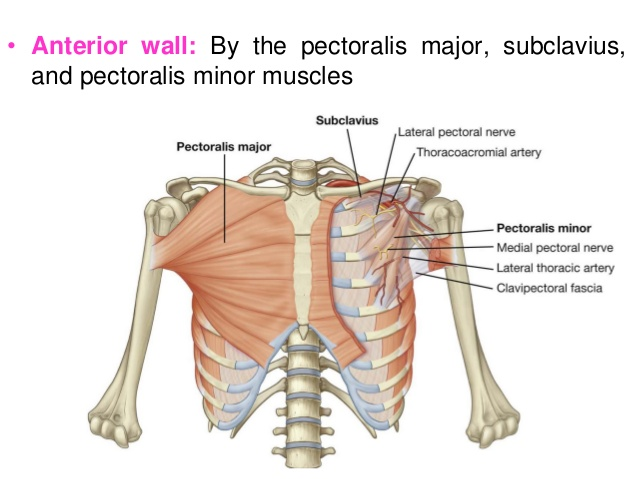 • Anterior wall: By the pectoralis major, subclavius,
and pectoralis minor muscles
Subclavius
Lateral pectoral nerve
Pectoralis major
Thoracoacromial artery
Pectoralis minor
Medial pectoral nerve
Lateral thoracic artery
Clavipectoral fascia